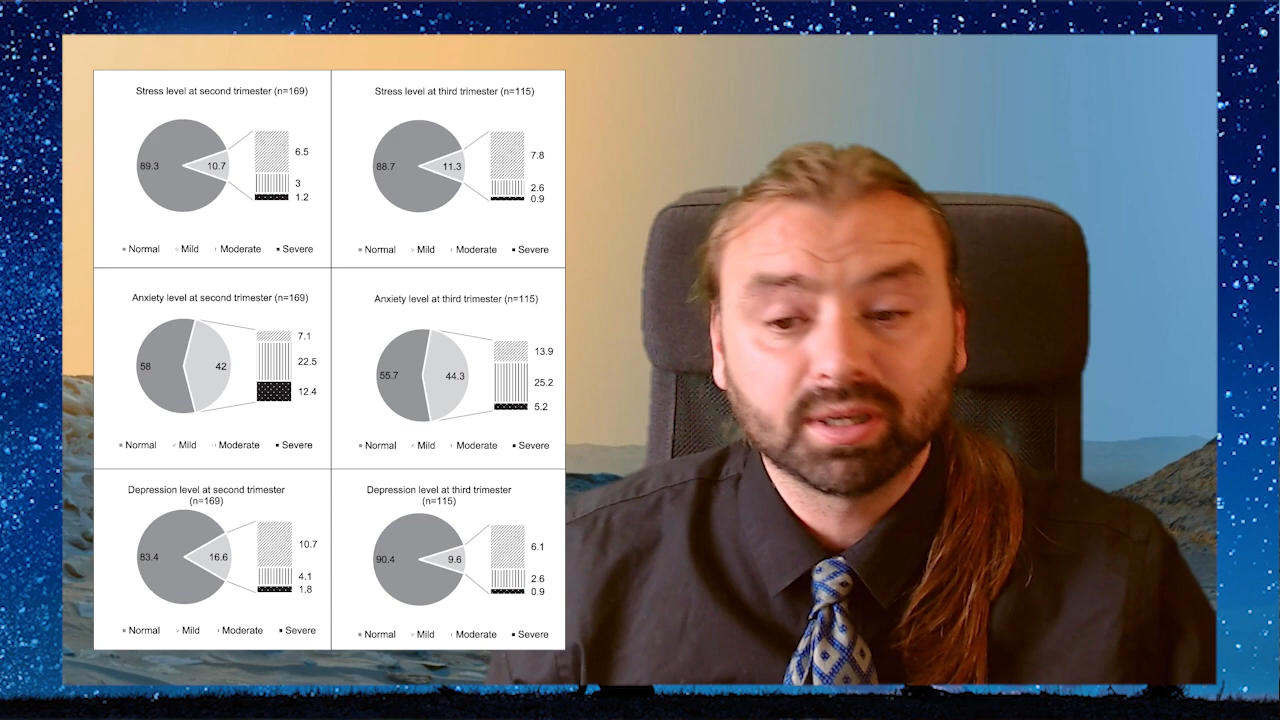 Stress level at second trimester (n=169)
89.3
10.7
6.5
3
1.2
Normal Mild Moderate Severe
Stress level at third trimester (n=115)
88.7
11.3
7.8
2.6
0.9
Normal Mild Moderate Severe
Anxiety level at second trimester (n=169)
58
42
7.1
22.5
12.4
Normal Mild Moderate Severe
Anxiety level at third trimester (n=115)
55.7
44.3
13.9
25.2
5.2
Normal Mild Moderate Severe
Depression level at second trimester
(n=169)
83.4
16.6
10.7
4.1
1.8
Normal Mild Moderate Severe
Depression level at third trimester
(n=115)
90.4
9.6
6.1
2.6
0.9
Normal Mild Moderate Severe